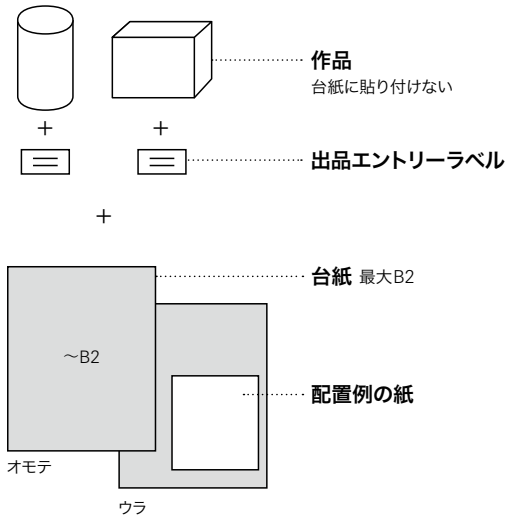 作品
台紙に貼り付けない
+ +
出品エントリーラベル
+
台紙 最大B2
〜B2
配置例の紙
オモテ
ウラ